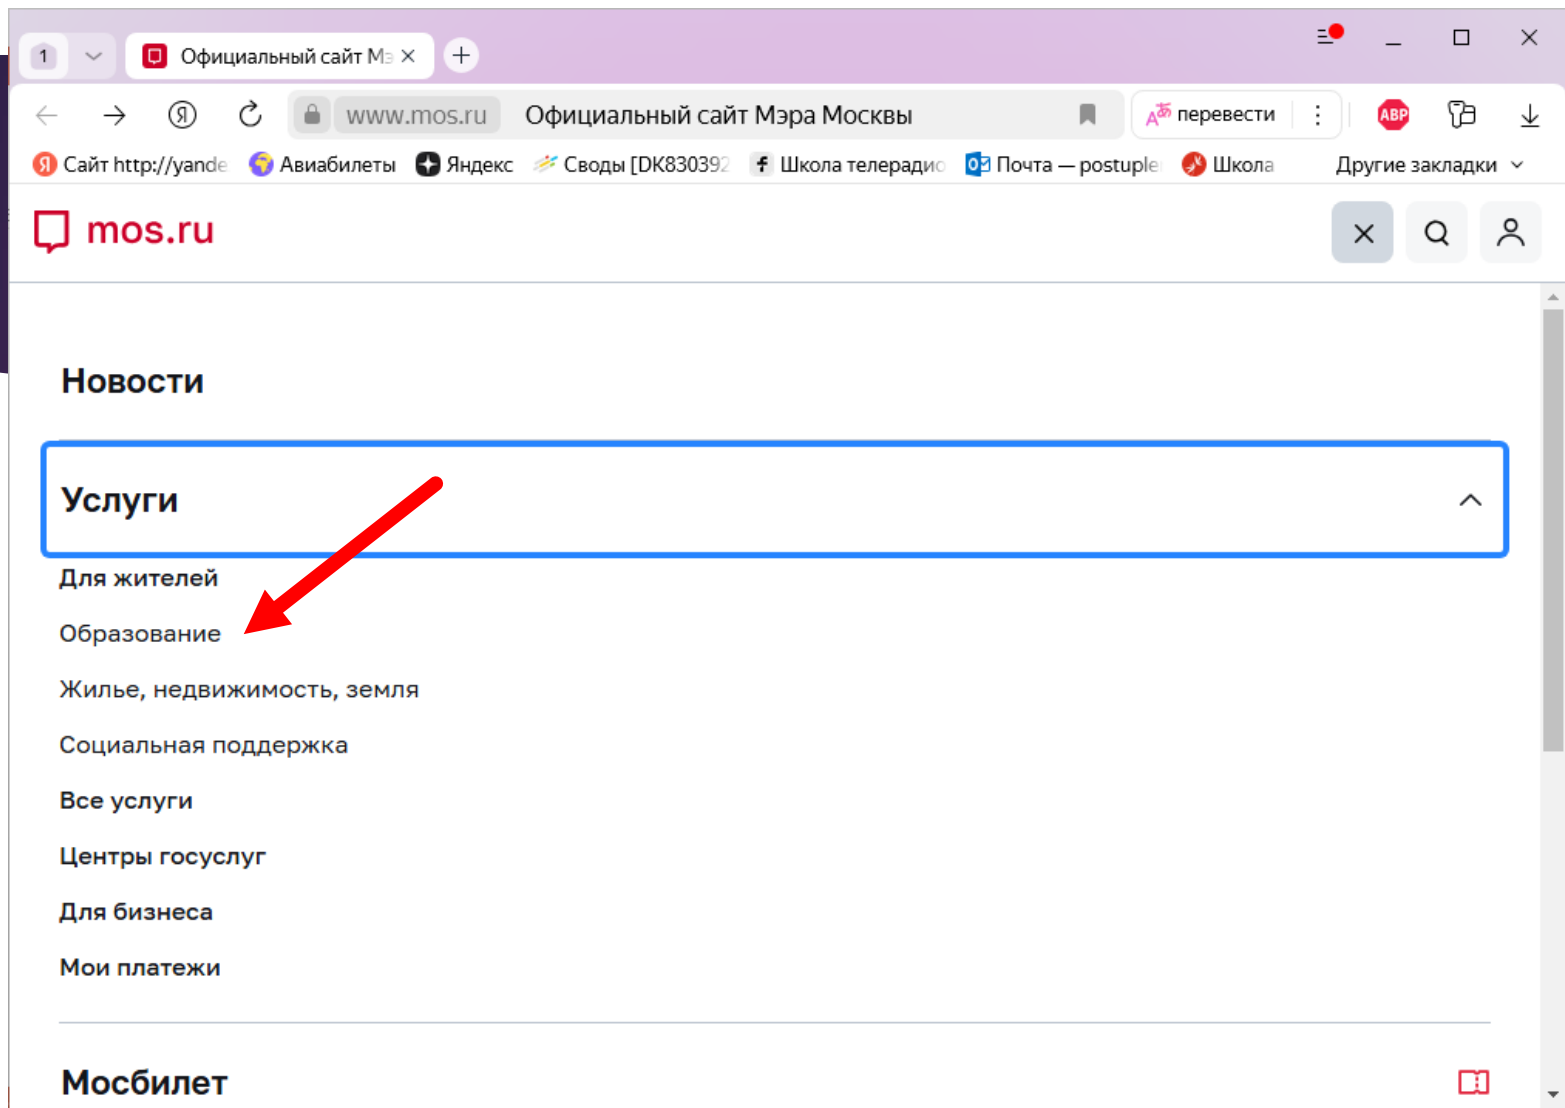 1
Официальный сайт Мэ
www.mos.ru Официальный сайт Мэра Москвы
перевести
ABP
Сайт http://yande Авиабилеты Яндекс Своды [DK830392 Школа телерадио Почта — postuple Школа Другие закладки
mos.ru
Новости
Услуги
Для жителей
Образование
Жилье, недвижимость, земля
Социальная поддержка
Все услуги
Центры госуслуг
Для бизнеса
Мои платежи
Мосбилет